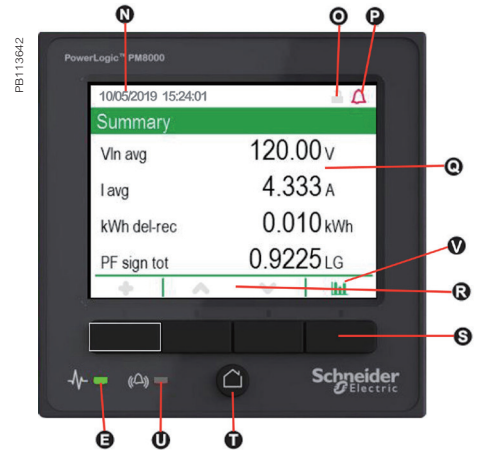 N
O
P
PB113642
PowerLogic™ PM8000
10/05/2019 15:24:01
Summary
Vln avg 120.00 V
I avg 4.333 A
kWh del-rec 0.010 kWh
PF sign tot 0.9225 LG
Q
V
R
S
Schneider
Electric
E
U
T